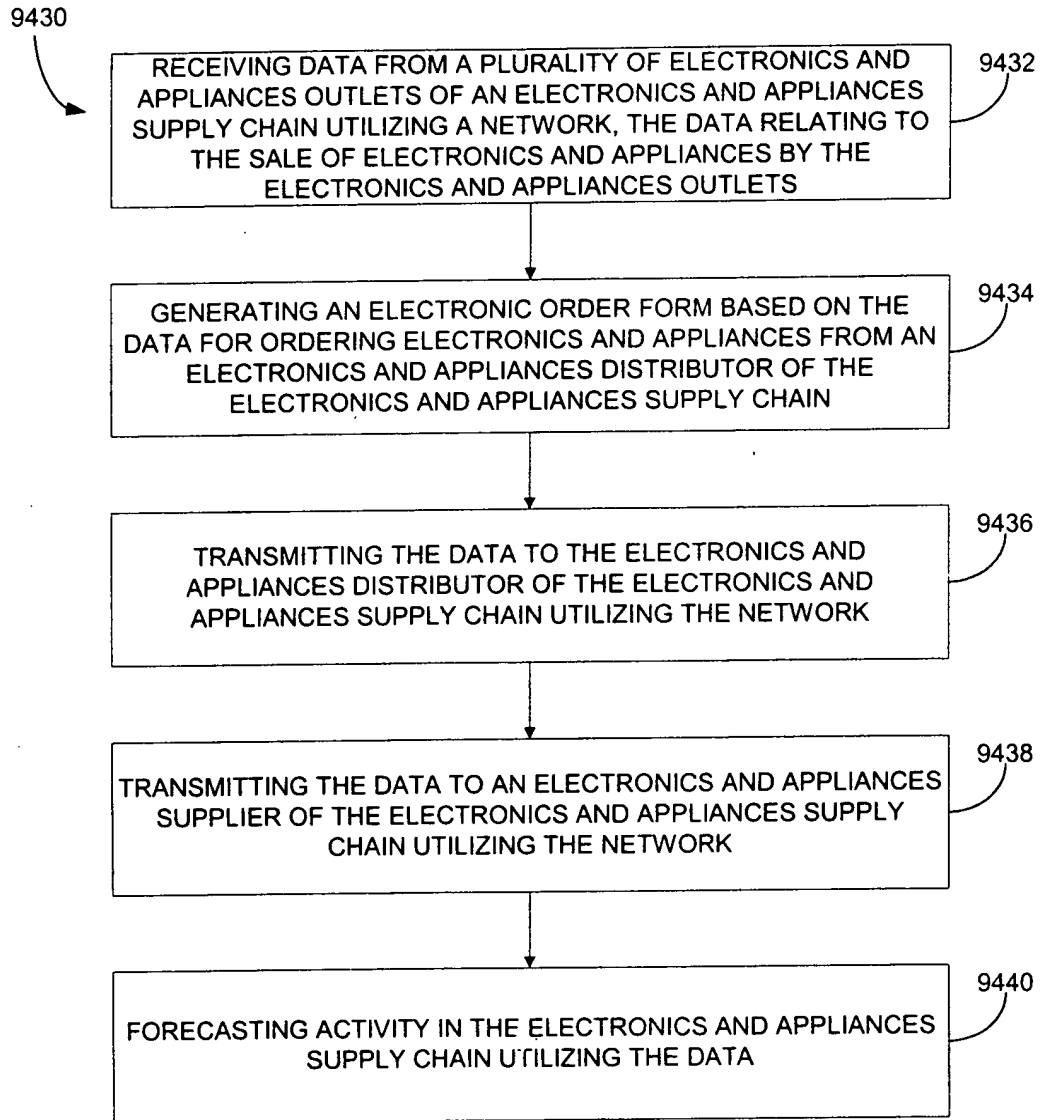 9430
RECEIVING DATA FROM A PLURALITY OF ELECTRONICS AND
APPLIANCES OUTLETS OF AN ELECTRONICS AND APPLIANCES
SUPPLY CHAIN UTILIZING A NETWORK, THE DATA RELATING TO
THE SALE OF ELECTRONICS AND APPLIANCES BY THE
ELECTRONICS AND APPLIANCES OUTLETS
9432
GENERATING AN ELECTRONIC ORDER FORM BASED ON THE
DATA FOR ORDERING ELECTRONICS AND APPLIANCES FROM AN
ELECTRONICS AND APPLIANCES DISTRIBUTOR OF THE
ELECTRONICS AND APPLIANCES SUPPLY CHAIN
9434
TRANSMITTING THE DATA TO THE ELECTRONICS AND
APPLIANCES DISTRIBUTOR OF THE ELECTRONICS AND
APPLIANCES SUPPLY CHAIN UTILIZING THE NETWORK
9436
TRANSMITTING THE DATA TO AN ELECTRONICS AND APPLIANCES
SUPPLIER OF THE ELECTRONICS AND APPLIANCES SUPPLY
CHAIN UTILIZING THE NETWORK
9438
FORECASTING ACTIVITY IN THE ELECTRONICS AND APPLIANCES
SUPPLY CHAIN UTILIZING THE DATA
9440